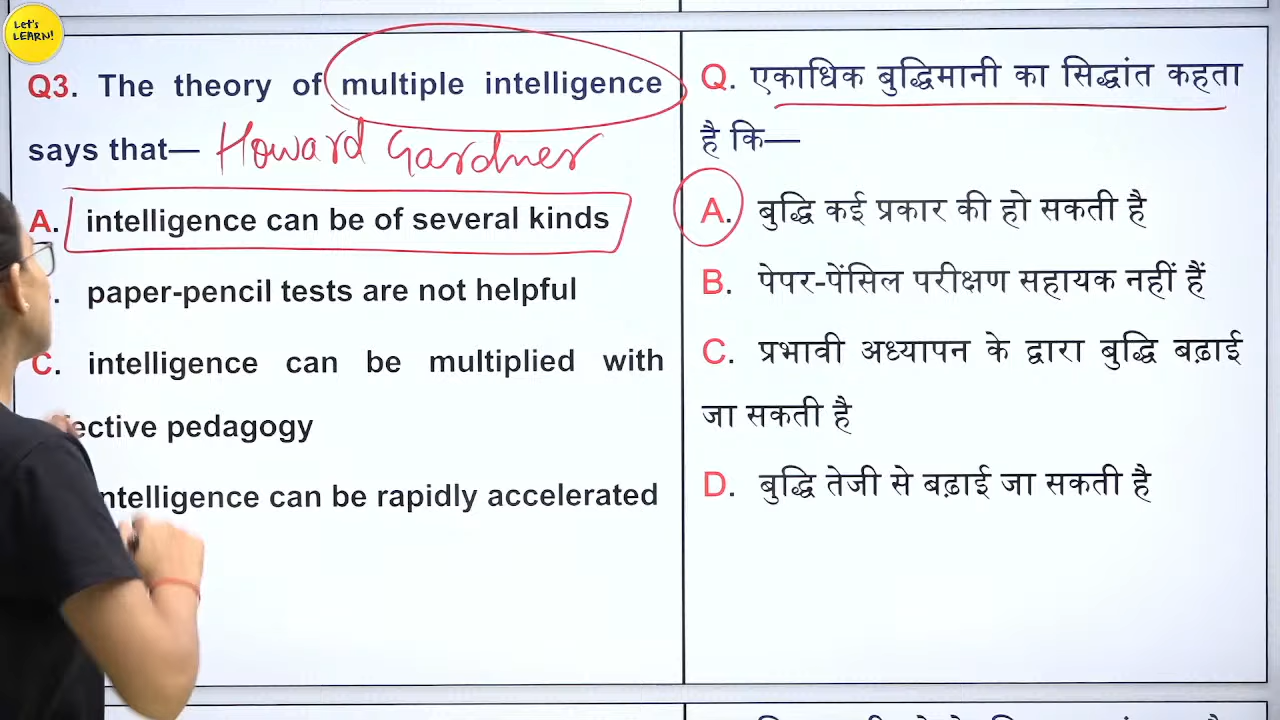 Let's
LEARN!
Q3. The theory of multiple intelligence
says that— Howard Gardner
A. intelligence can be of several kinds
paper-pencil tests are not helpful
C. intelligence can be multiplied with
pedagogy
can be rapidly accelerated
Q. एकाधिक बुद्धिमानी का सिद्धांत कहता
है कि—
A. बुद्धि कई प्रकार की हो सकती है
B. पेपर-पेंसिल परीक्षण सहायक नहीं हैं
C. प्रभावी अध्यापन के द्वारा बुद्धि बढ़ाई
जा सकती है
D. बुद्धि तेजी से बढ़ाई जा सकती है